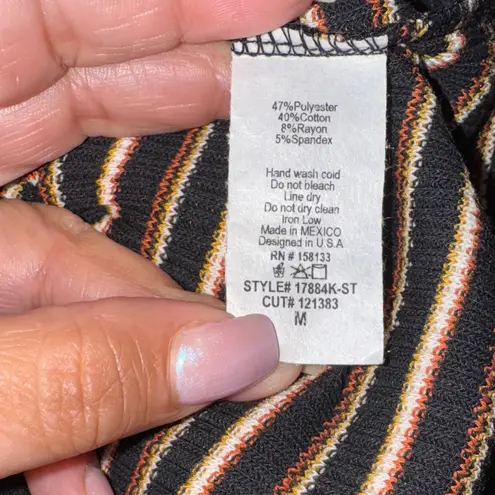 47%Polyester
40%Cotton
8%Rayon
5%Spandex
Hand wash cold
Do not bleach
Line dry
Do not dry clean
Iron Low
Made in MEXICO
Designed in U.S.A
RN # 158133
STYLE# 17884K-ST
CUT# 121383
M